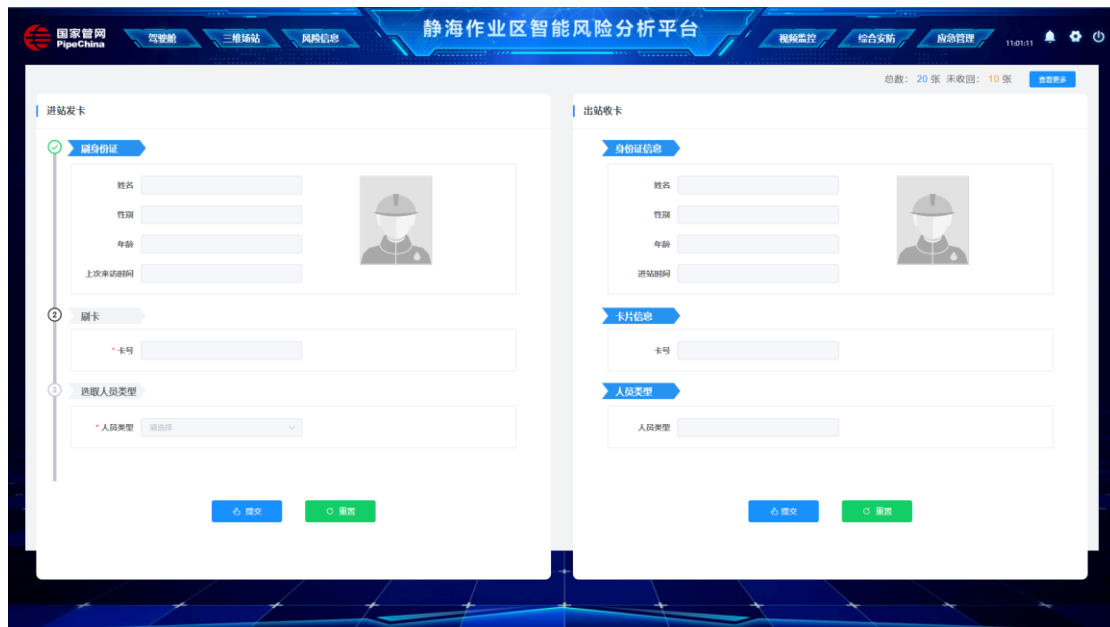 国家管网
PipeChina
驾驶舱
三维场站
风险信息
静海作业区智能风险分析平台
视频监控
综合安防
应急管理
11:01:11
总数: 20 张 未收回: 10 张
查看更多
进站发卡
刷身份证
姓名
性别
年龄
上次来访时间
2 刷卡
* 卡号
3 选取人员类型
* 人员类型 请选择
提交
重置
出站收卡
身份证信息
姓名
性别
年龄
进站时间
卡片信息
卡号
人员类型
人员类型
提交
重置